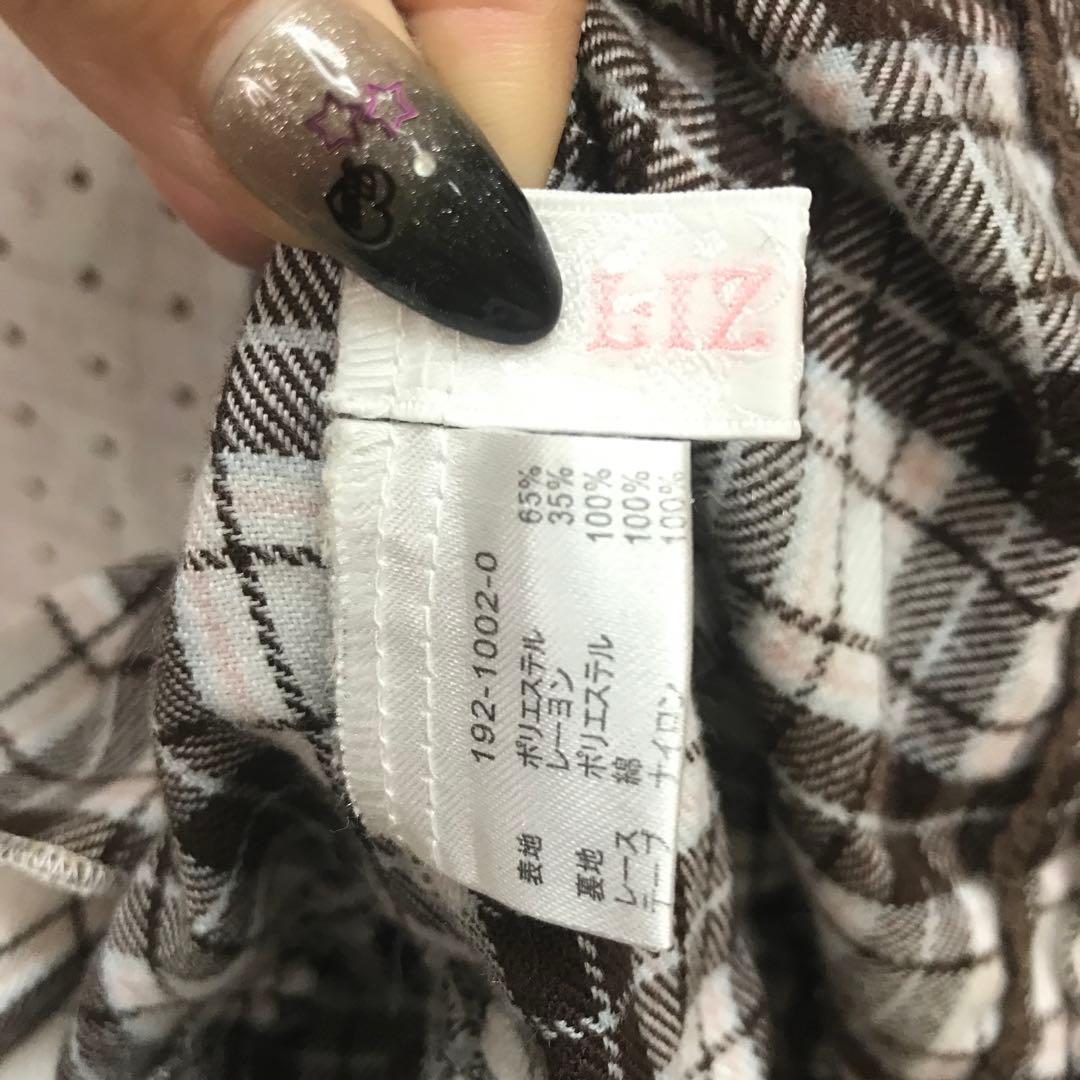 192-1002-0
表地 ポリエステル 65%
レーヨン 35%
裏地 ポリエステル 100%
レース 綿 100%
テープ ナイロン 100%